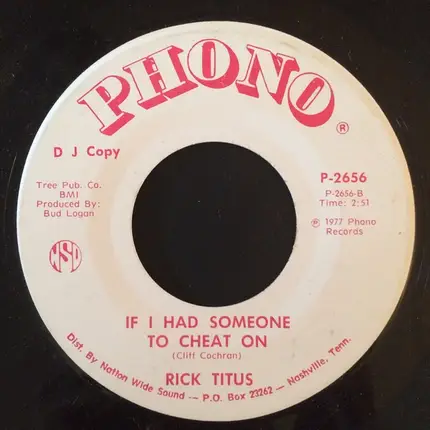 PHONO
®
D J Copy
Tree Pub. Co.
BMI
Produced By:
Bud Logan
P-2656
P-2656-B
Time: 2:51
℗ 1977 Phono
Records
NSD
IF I HAD SOMEONE
TO CHEAT ON
(Cliff Cochran)
RICK TITUS
Dist. By Nation Wide Sound — P.O. Box 23262 — Nashville, Tenn.